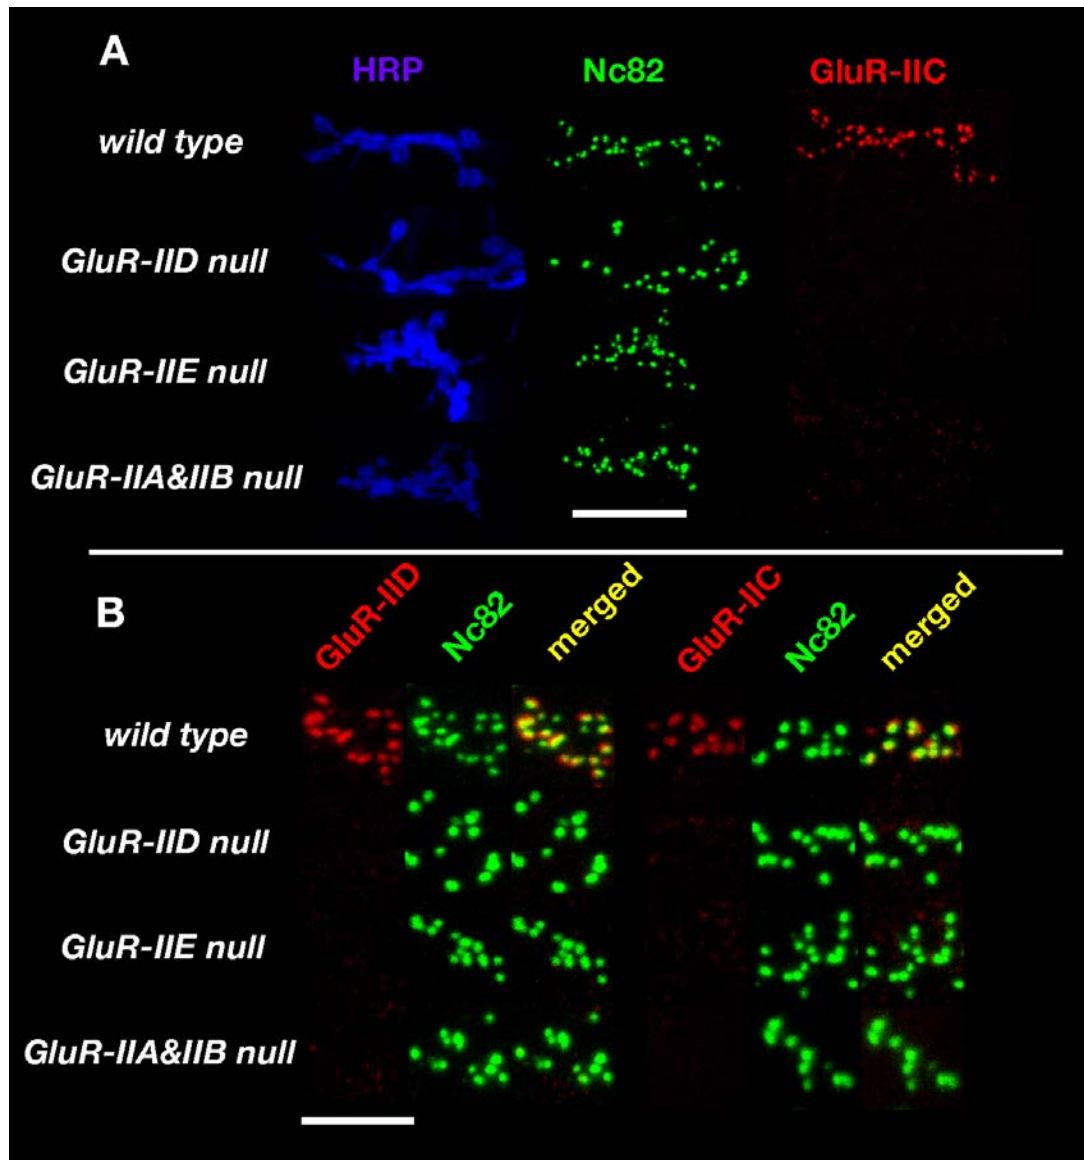 A
HRP Nc82 GluR-IIC
wild type
GluR-IID null
GluR-IIE null
GluR-IIA&IIB null
B
GluR-IID Nc82 merged GluR-IIC Nc82 merged
wild type
GluR-IID null
GluR-IIE null
GluR-IIA&IIB null